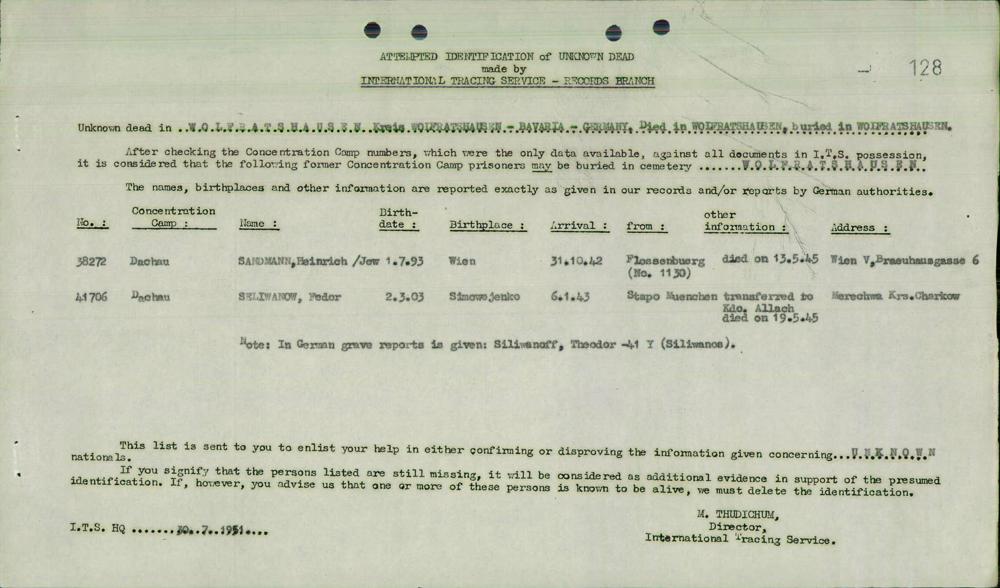 ATTEMPTED IDENTIFICATION of UNKNOWN DEAD
made by
INTERNATIONAL TRACING SERVICE - RECORDS BRANCH
128
Unknown dead in ..W.O.L.F.R.A.T.S.H.A.U.S.E.N. Kreis WOLFRATSHAUSEN - BAVARIA - GERMANY. Died in WOLFRATSHAUSEN, buried in WOLFRATSHAUSEN.
After checking the Concentration Camp numbers, which were the only data available, against all documents in I.T.S. possession,
it is considered that the following former Concentration Camp prisoners may be buried in cemetery .......W.O.L.F.R.A.T.S.H.A.U.S.E.N..
The names, birthplaces and other information are reported exactly as given in our records and/or reports by German authorities.
No. : Concentration Camp : Name : Birth-date : Birthplace : Arrival : from : other information : Address :
38272 Dachau SANDMANN,Heinrich /Jew 1.7.93 Wien 31.10.42 Flossenbuerg died on 13.5.45 Wien V,Braeuhausgasse 6
(No. 1130)
41706 Dachau SELIWANOW, Fedor 2.3.03 Simowojenko 6.1.43 Stapo Muenchen transferred to Merechwa Krs.Charkow
Kdo. Allach
died on 19.5.45
Note: In German grave reports is given: Siliwanoff, Theodor -41 Y (Siliwanos).
This list is sent to you to enlist your help in either confirming or disproving the information given concerning...U.N.K.N.O.W.N
nationals.
If you signify that the persons listed are still missing, it will be considered as additional evidence in support of the presumed
identification. If, however, you advise us that one or more of these persons is known to be alive, we must delete the identification.
M. THUDICHUM,
Director,
International Tracing Service.
I.T.S. HQ .......30..7..1951....